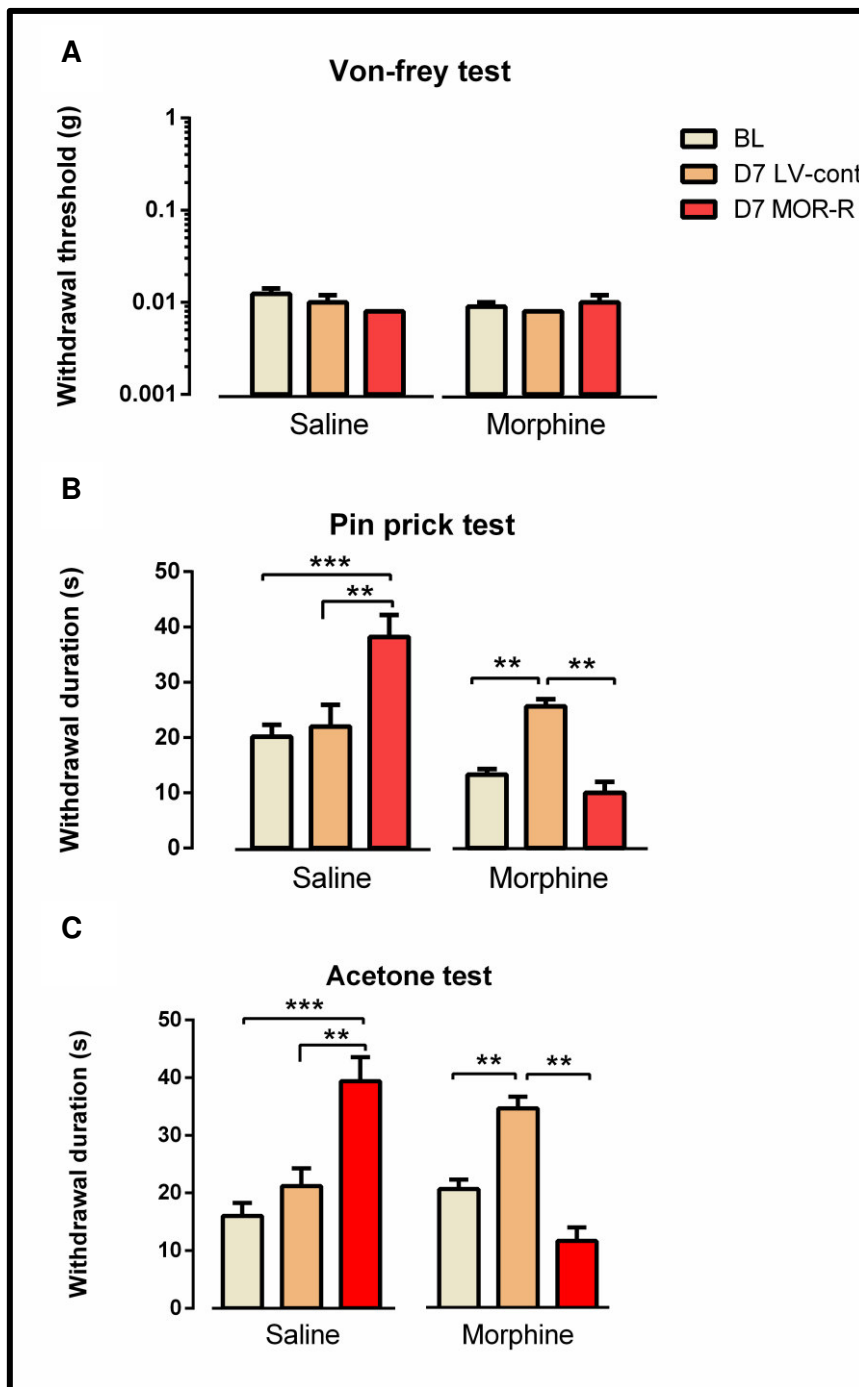 A
Von-frey test
Withdrawal threshold (g)
1
0.1
0.01
0.001
Saline
Morphine
BL
D7 LV-cont
D7 MOR-R
B
Pin prick test
Withdrawal duration (s)
50
40
30
20
10
0
***
**
**
**
Saline
Morphine
C
Acetone test
Withdrawal duration (s)
50
40
30
20
10
0
***
**
**
**
Saline
Morphine